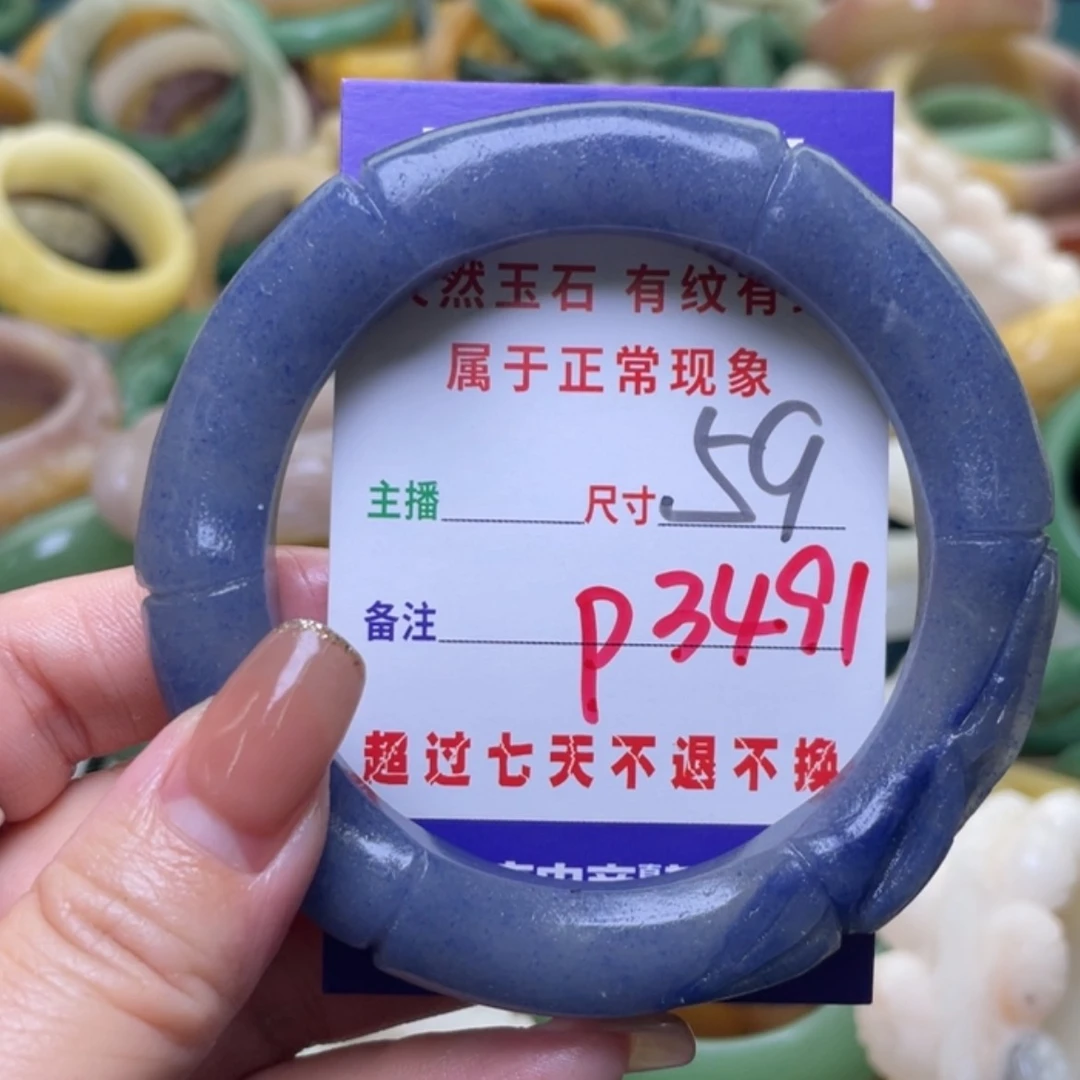 然玉石 有纹有
属于正常现象
主播 尺寸 59
备注 p3491
超过七天不退不换